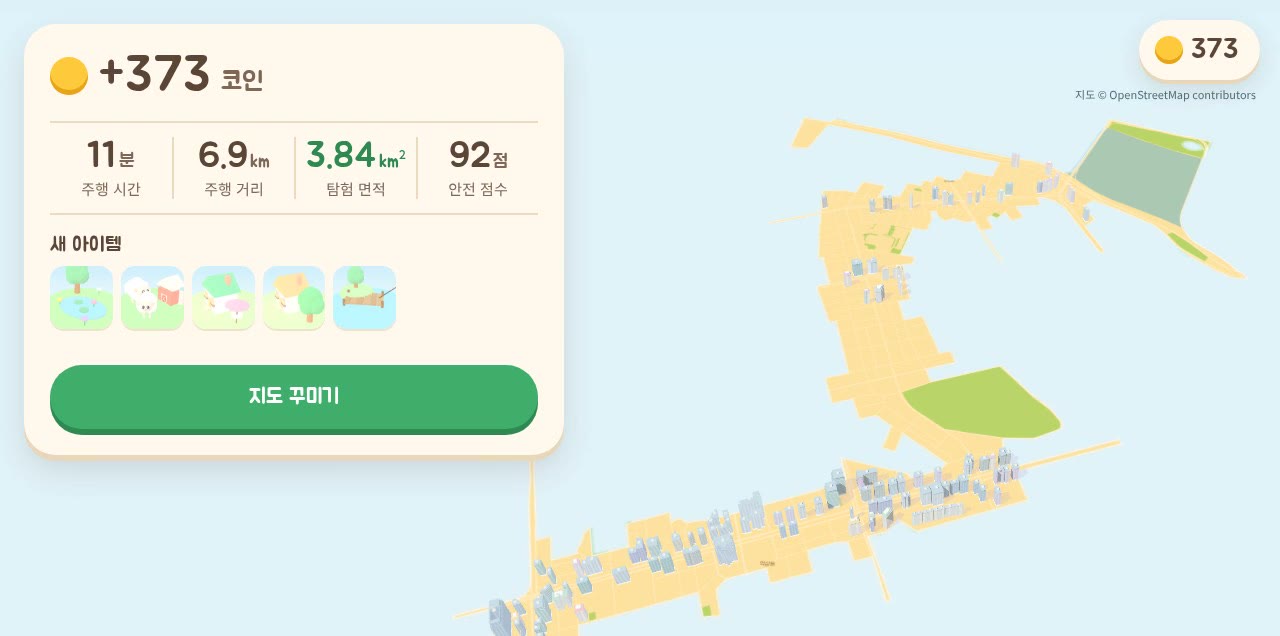 +373 코인
373
지도 © OpenStreetMap contributors
11분 6.9km 3.84km² 92점
주행 시간 주행 거리 탐험 면적 안전 점수
새 아이템
지도 꾸미기